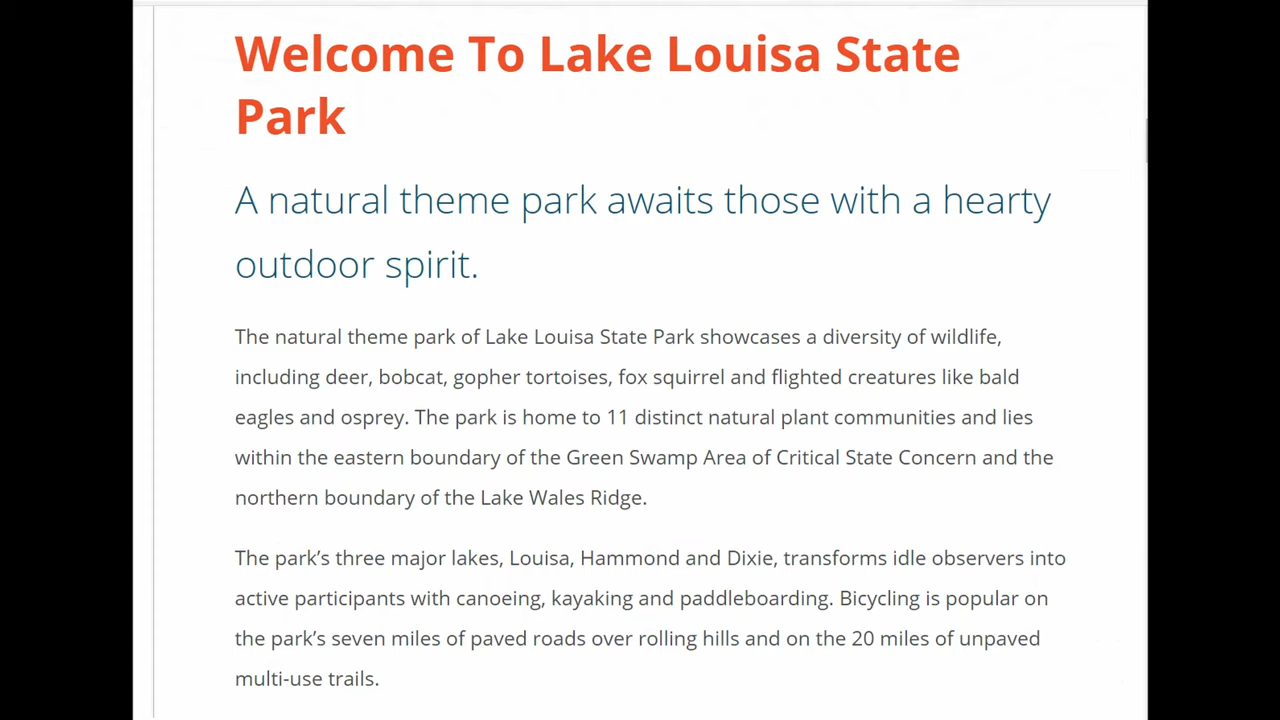 Welcome To Lake Louisa State
Park
A natural theme park awaits those with a hearty
outdoor spirit.
The natural theme park of Lake Louisa State Park showcases a diversity of wildlife,
including deer, bobcat, gopher tortoises, fox squirrel and flighted creatures like bald
eagles and osprey. The park is home to 11 distinct natural plant communities and lies
within the eastern boundary of the Green Swamp Area of Critical State Concern and the
northern boundary of the Lake Wales Ridge.
The park’s three major lakes, Louisa, Hammond and Dixie, transforms idle observers into
active participants with canoeing, kayaking and paddleboarding. Bicycling is popular on
the park’s seven miles of paved roads over rolling hills and on the 20 miles of unpaved
multi-use trails.